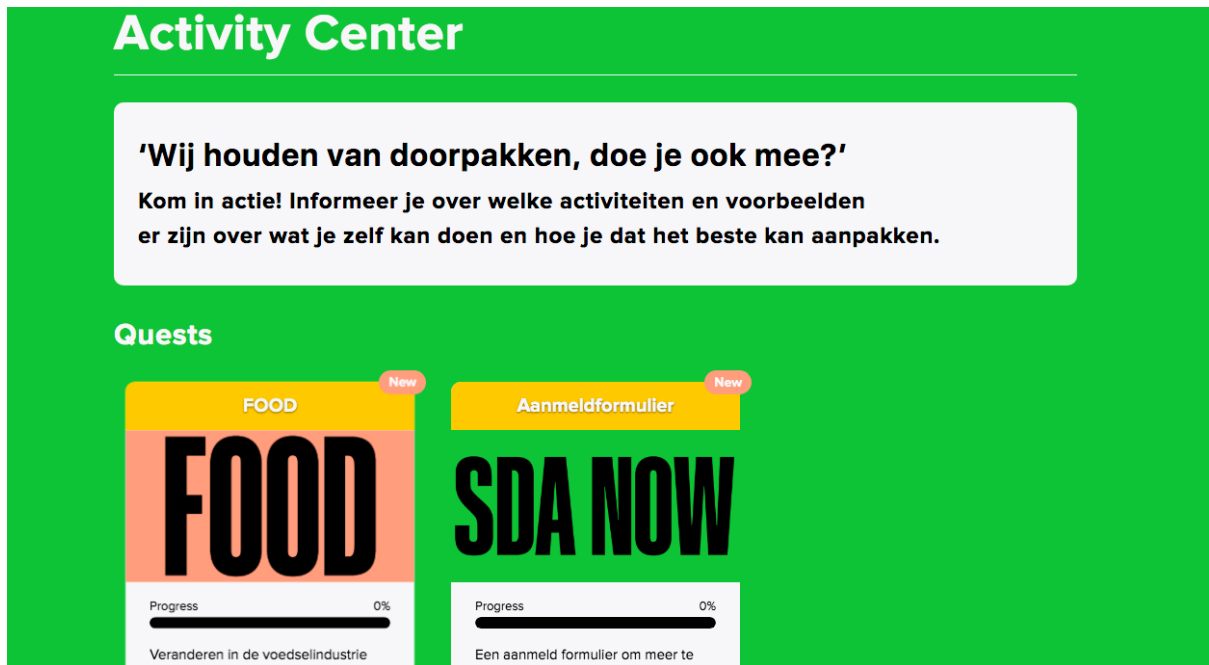 Activity Center
‘Wij houden van doorpakken, doe je ook mee?’
Kom in actie! Informeer je over welke activiteiten en voorbeelden
er zijn over wat je zelf kan doen en hoe je dat het beste kan aanpakken.
Quests
New
FOOD
FOOD
Progress 0%
Veranderen in de voedselindustrie
New
Aanmeldformulier
SDA NOW
Progress 0%
Een aanmeld formulier om meer te